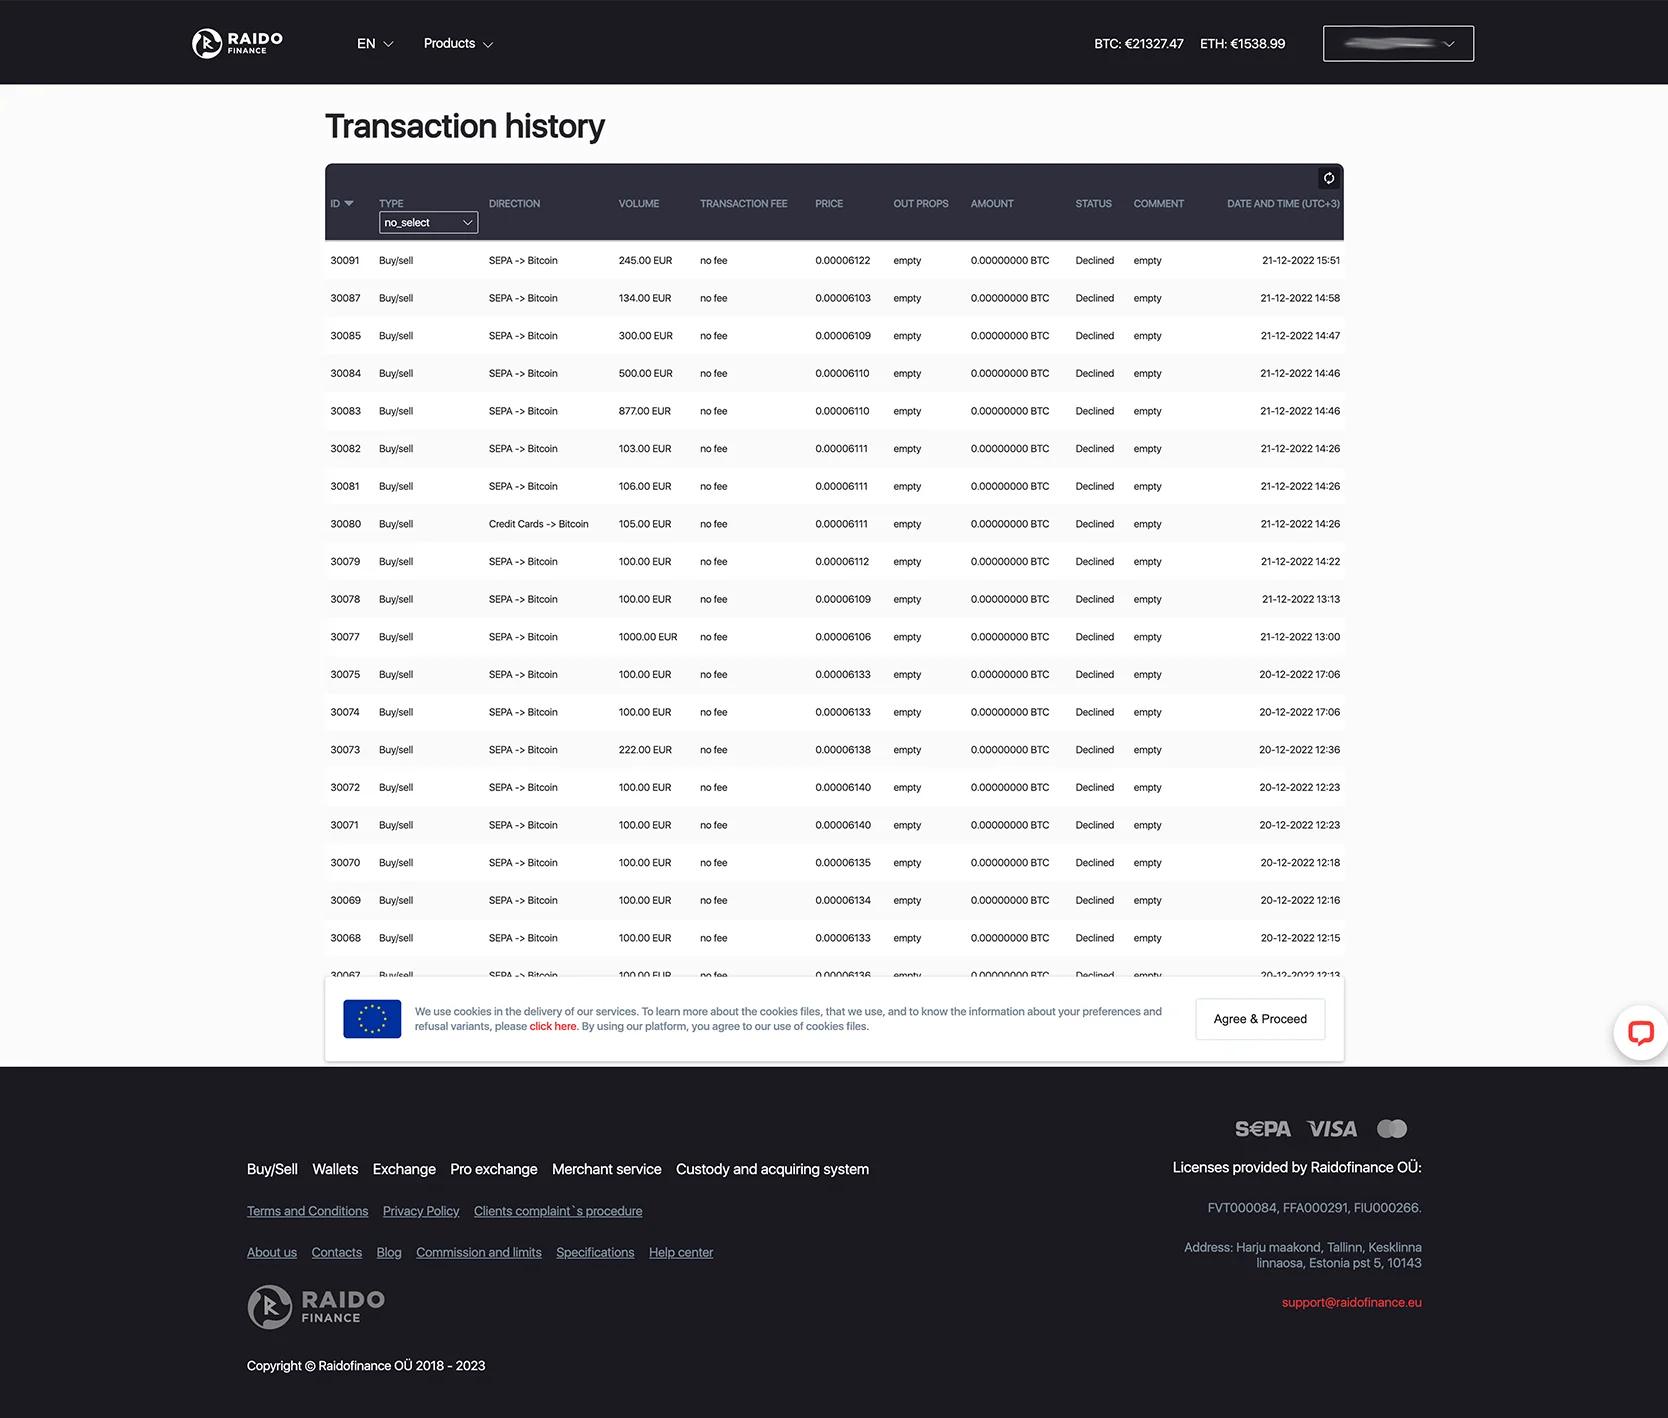 RAIDO
FINANCE
EN
Products
BTC: €21327.47
ETH: €1538.99
Transaction history
ID TYPE DIRECTION VOLUME TRANSACTION FEE PRICE OUT PROPS AMOUNT STATUS COMMENT DATE AND TIME (UTC+3)
no_select
30091 Buy/sell SEPA -> Bitcoin 245.00 EUR no fee 0.00006122 empty 0.00000000 BTC Declined empty 21-12-2022 15:51
30087 Buy/sell SEPA -> Bitcoin 134.00 EUR no fee 0.00006103 empty 0.00000000 BTC Declined empty 21-12-2022 14:58
30085 Buy/sell SEPA -> Bitcoin 300.00 EUR no fee 0.00006109 empty 0.00000000 BTC Declined empty 21-12-2022 14:47
30084 Buy/sell SEPA -> Bitcoin 500.00 EUR no fee 0.00006110 empty 0.00000000 BTC Declined empty 21-12-2022 14:46
30083 Buy/sell SEPA -> Bitcoin 877.00 EUR no fee 0.00006110 empty 0.00000000 BTC Declined empty 21-12-2022 14:46
30082 Buy/sell SEPA -> Bitcoin 103.00 EUR no fee 0.00006111 empty 0.00000000 BTC Declined empty 21-12-2022 14:26
30081 Buy/sell SEPA -> Bitcoin 106.00 EUR no fee 0.00006111 empty 0.00000000 BTC Declined empty 21-12-2022 14:26
30080 Buy/sell Credit Cards -> Bitcoin 105.00 EUR no fee 0.00006111 empty 0.00000000 BTC Declined empty 21-12-2022 14:26
30079 Buy/sell SEPA -> Bitcoin 100.00 EUR no fee 0.00006112 empty 0.00000000 BTC Declined empty 21-12-2022 14:22
30078 Buy/sell SEPA -> Bitcoin 100.00 EUR no fee 0.00006109 empty 0.00000000 BTC Declined empty 21-12-2022 13:13
30077 Buy/sell SEPA -> Bitcoin 1000.00 EUR no fee 0.00006106 empty 0.00000000 BTC Declined empty 21-12-2022 13:00
30075 Buy/sell SEPA -> Bitcoin 100.00 EUR no fee 0.00006133 empty 0.00000000 BTC Declined empty 20-12-2022 17:06
30074 Buy/sell SEPA -> Bitcoin 100.00 EUR no fee 0.00006133 empty 0.00000000 BTC Declined empty 20-12-2022 17:06
30073 Buy/sell SEPA -> Bitcoin 222.00 EUR no fee 0.00006138 empty 0.00000000 BTC Declined empty 20-12-2022 12:36
30072 Buy/sell SEPA -> Bitcoin 100.00 EUR no fee 0.00006140 empty 0.00000000 BTC Declined empty 20-12-2022 12:23
30071 Buy/sell SEPA -> Bitcoin 100.00 EUR no fee 0.00006140 empty 0.00000000 BTC Declined empty 20-12-2022 12:23
30070 Buy/sell SEPA -> Bitcoin 100.00 EUR no fee 0.00006135 empty 0.00000000 BTC Declined empty 20-12-2022 12:18
30069 Buy/sell SEPA -> Bitcoin 100.00 EUR no fee 0.00006134 empty 0.00000000 BTC Declined empty 20-12-2022 12:16
30068 Buy/sell SEPA -> Bitcoin 100.00 EUR no fee 0.00006133 empty 0.00000000 BTC Declined empty 20-12-2022 12:15
30067 Buy/sell SEPA -> Bitcoin 100.00 EUR no fee 0.00006136 empty 0.00000000 BTC Declined empty 20-12-2022 12:13
We use cookies in the delivery of our services. To learn more about the cookies files, that we use, and to know the information about your preferences and
refusal variants, please click here. By using our platform, you agree to our use of cookies files.
Agree & Proceed
S€PA VISA
Buy/Sell Wallets Exchange Pro exchange Merchant service Custody and acquiring system
Licenses provided by Raidofinance OÜ:
Terms and Conditions Privacy Policy Clients complaint`s procedure
FVT000084, FFA000291, FIU000266.
About us Contacts Blog Commission and limits Specifications Help center
Address: Harju maakond, Tallinn, Kesklinna
linnaosa, Estonia pst 5, 10143
RAIDO
FINANCE
support@raidofinance.eu
Copyright © Raidofinance OÜ 2018 - 2023